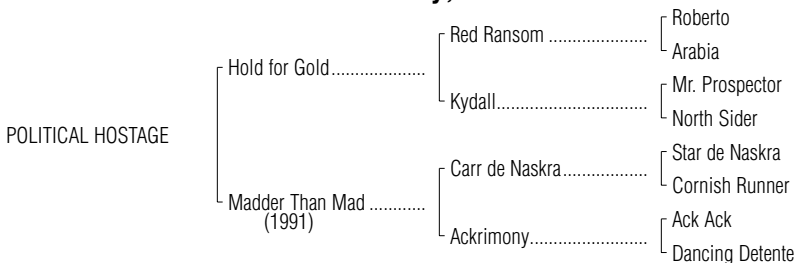 Roberto
Red Ransom .....................
Arabia
Hold for Gold.....................
Mr. Prospector
Kydall................................
North Sider
POLITICAL HOSTAGE
Star de Naskra
Carr de Naskra..................
Cornish Runner
Madder Than Mad ............
(1991)
Ack Ack
Ackrimony.........................
Dancing Detente